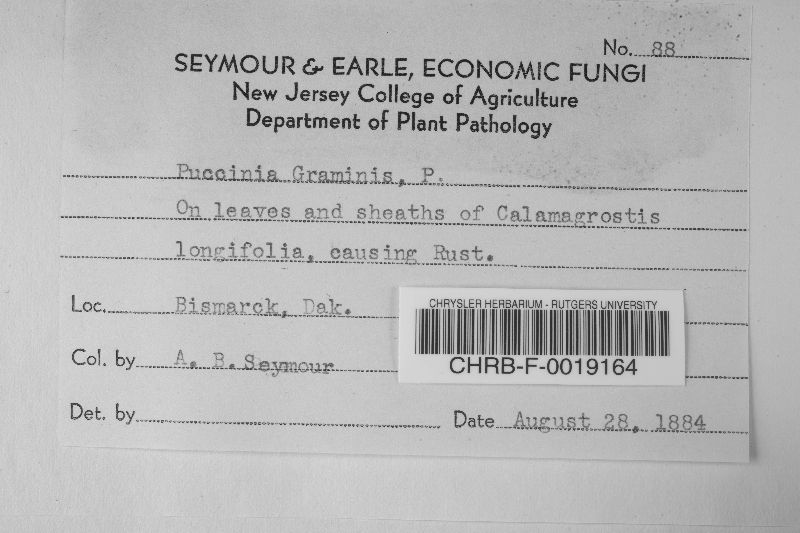 No. 88
SEYMOUR & EARLE, ECONOMIC FUNGI
New Jersey College of Agriculture
Department of Plant Pathology
Puccinia Graminis, P.
On leaves and sheaths of Calamagrostis
longifolia, causing Rust.
Loc. Bismarck, Dak.
CHRYSLER HERBARIUM - RUTGERS UNIVERSITY
CHRB-F-0019164
Col. by A. B. Seymour
Det. by
Date August 28, 1884